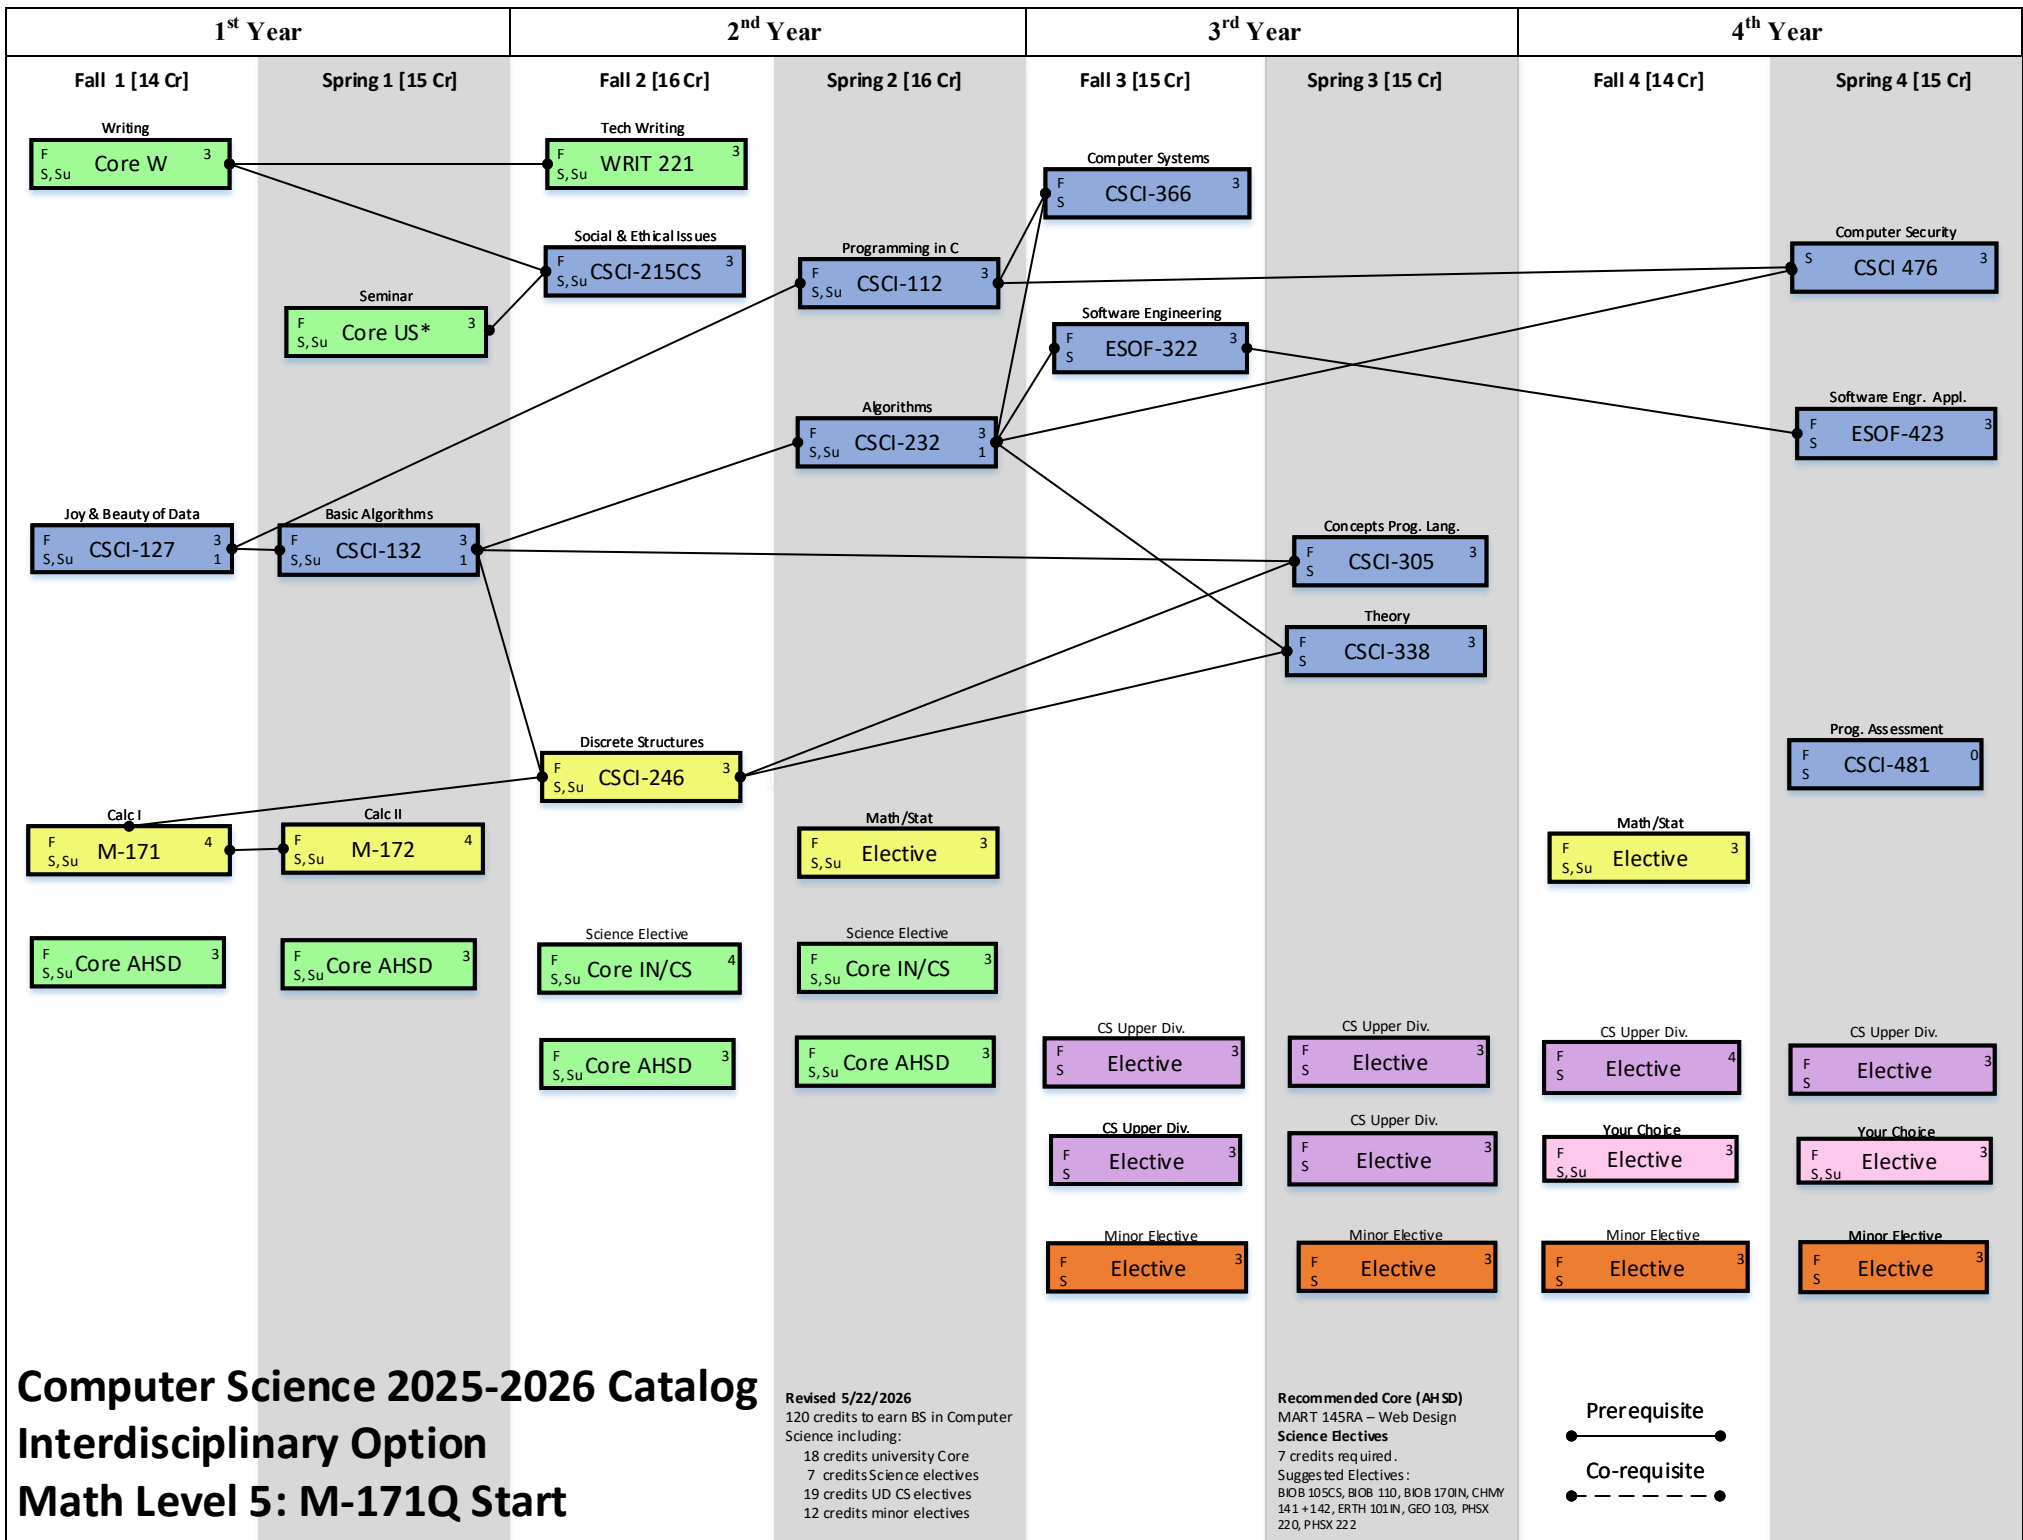 1st Year
2nd Year
3rd Year
4th Year
Fall 1 [14 Cr]
Spring 1 [15 Cr]
Fall 2 [16 Cr]
Spring 2 [16 Cr]
Fall 3 [15 Cr]
Spring 3 [15 Cr]
Fall 4 [14 Cr]
Spring 4 [15 Cr]
Writing
F
S, Su
Core W
3
Joy & Beauty of Data
F
S, Su
CSCI-127
3
1
Calc I
F
S, Su
M-171
4
F
S, Su
Core AHSD
3
Seminar
F
S, Su
Core US*
3
Basic Algorithms
F
S, Su
CSCI-132
3
1
Calc II
F
S, Su
M-172
4
F
S, Su
Core AHSD
3
Tech Writing
F
S, Su
WRIT 221
3
Social & Ethical Issues
F
S, Su
CSCI-215CS
3
Discrete Structures
F
S, Su
CSCI-246
3
Science Elective
F
S, Su
Core IN/CS
4
F
S, Su
Core AHSD
3
Programming in C
F
S, Su
CSCI-112
3
Algorithms
F
S, Su
CSCI-232
3
1
Math/Stat
F
S, Su
Elective
3
Science Elective
F
S, Su
Core IN/CS
3
F
S, Su
Core AHSD
3
Computer Systems
F
S
CSCI-366
3
Software Engineering
F
S
ESOF-322
3
CS Upper Div.
F
S
Elective
3
CS Upper Div.
F
S
Elective
3
Minor Elective
F
S
Elective
3
Concepts Prog. Lang.
F
S
CSCI-305
3
Theory
F
S
CSCI-338
3
CS Upper Div.
F
S
Elective
3
CS Upper Div.
F
S
Elective
3
Minor Elective
F
S
Elective
3
Math/Stat
F
S, Su
Elective
3
CS Upper Div.
F
S
Elective
4
Your Choice
F
S, Su
Elective
3
Minor Elective
F
S
Elective
3
Computer Security
S
CSCI 476
3
Software Engr. Appl.
F
S
ESOF-423
3
Prog. Assessment
F
S
CSCI-481
0
CS Upper Div.
F
S
Elective
3
Your Choice
F
S, Su
Elective
3
Minor Elective
F
S
Elective
3
Computer Science 2025-2026 Catalog
Interdisciplinary Option
Math Level 5: M-171Q Start
Revised 5/22/2026
120 credits to earn BS in Computer
Science including:
18 credits university Core
7 credits Science electives
19 credits UD CS electives
12 credits minor electives
Recommended Core (AHSD)
MART 145RA – Web Design
Science Electives
7 credits required.
Suggested Electives:
BIOB 105CS, BIOB 110, BIOB 170IN, CHMY
141 + 142, ERTH 101IN, GEO 103, PHSX
220, PHSX 222
Prerequisite
Co-requisite